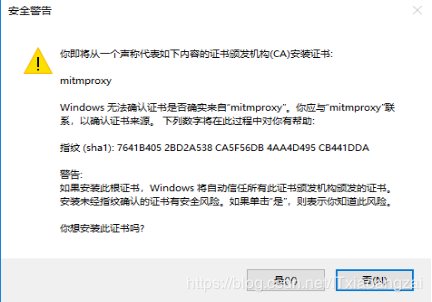 安全警告
你即将从一个声称代表如下内容的证书颁发机构(CA)安装证书:
mitmproxy
Windows 无法确认证书是否确实来自"mitmproxy"。你应与"mitmproxy"联
系，以确认证书来源。 下列数字将在此过程中对你有帮助:
指纹 (sha1): 7641B405 2BD2A538 CA5F56DB 4AA4D495 CB441DDA
警告:
如果安装此根证书，Windows 将自动信任所有此证书颁发机构颁发的证书。
安装未经指纹确认的证书有安全风险。如果单击"是"，则表示你知道此风险。
你想安装此证书吗?
是(Y) 否(N)